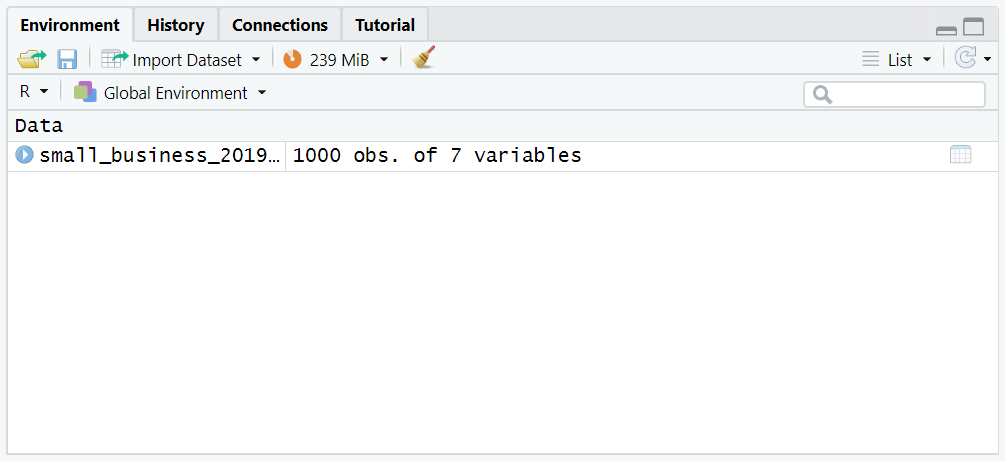 Environment History Connections Tutorial
Import Dataset 239 MiB List
R Global Environment
Data
small_business_2019… 1000 obs. of 7 variables